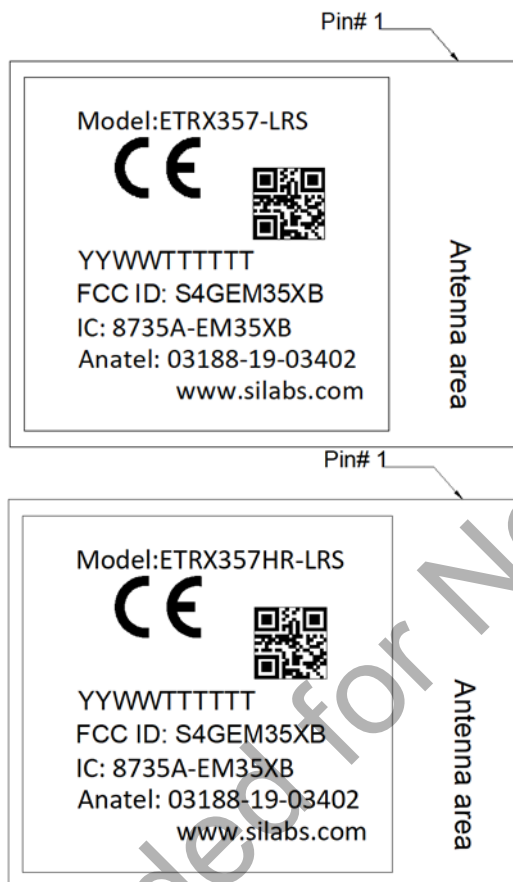 Pin# 1
Model:ETRX357-LRS
CE
YYWWTTTTTT
FCC ID: S4GEM35XB
IC: 8735A-EM35XB
Anatel: 03188-19-03402
www.silabs.com
Antenna area
Pin# 1
Model:ETRX357HR-LRS
CE
YYWWTTTTTT
FCC ID: S4GEM35XB
IC: 8735A-EM35XB
Anatel: 03188-19-03402
www.silabs.com
Antenna area
ded for N